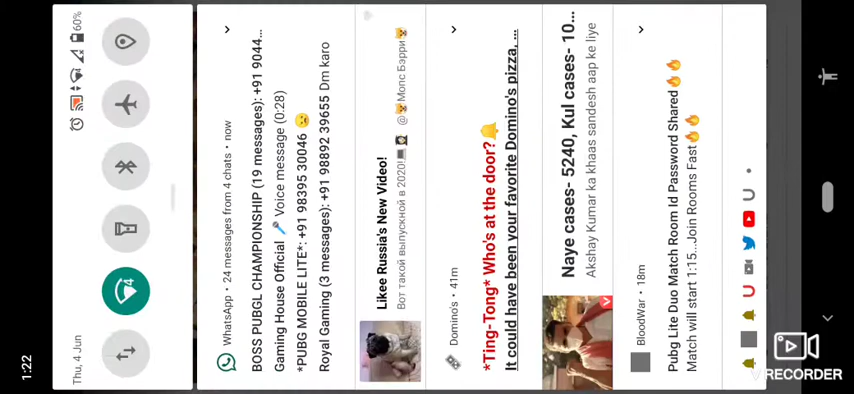 1:22
60%
Thu, 4 Jun
WhatsApp • 24 messages from 4 chats • now
BOSS PUBGL CHAMPIONSHIP (19 messages): +91 9044...
Gaming House Official 🎤 Voice message (0:28)
*PUBG MOBILE LITE*: +91 98395 30046 😔
Royal Gaming (3 messages): +91 98892 39655 Dm karo
Likee Russia's New Video!
Вот такой выпускной в 2020!💻👩‍🎓 @🐶Мопс Бэрри🐶
Domino's • 41m
*Ting-Tong* Who's at the door?🔔
It could have been your favorite Domino's pizza, ...
Naye cases- 5240, Kul cases- 10...
Akshay Kumar ka khaas sandesh aap ke liye
BloodWar • 18m
Pubg Lite Duo Match Room Id Password Shared🔥🔥
Match will start 1:15...Join Rooms Fast🔥🔥
V RECORDER